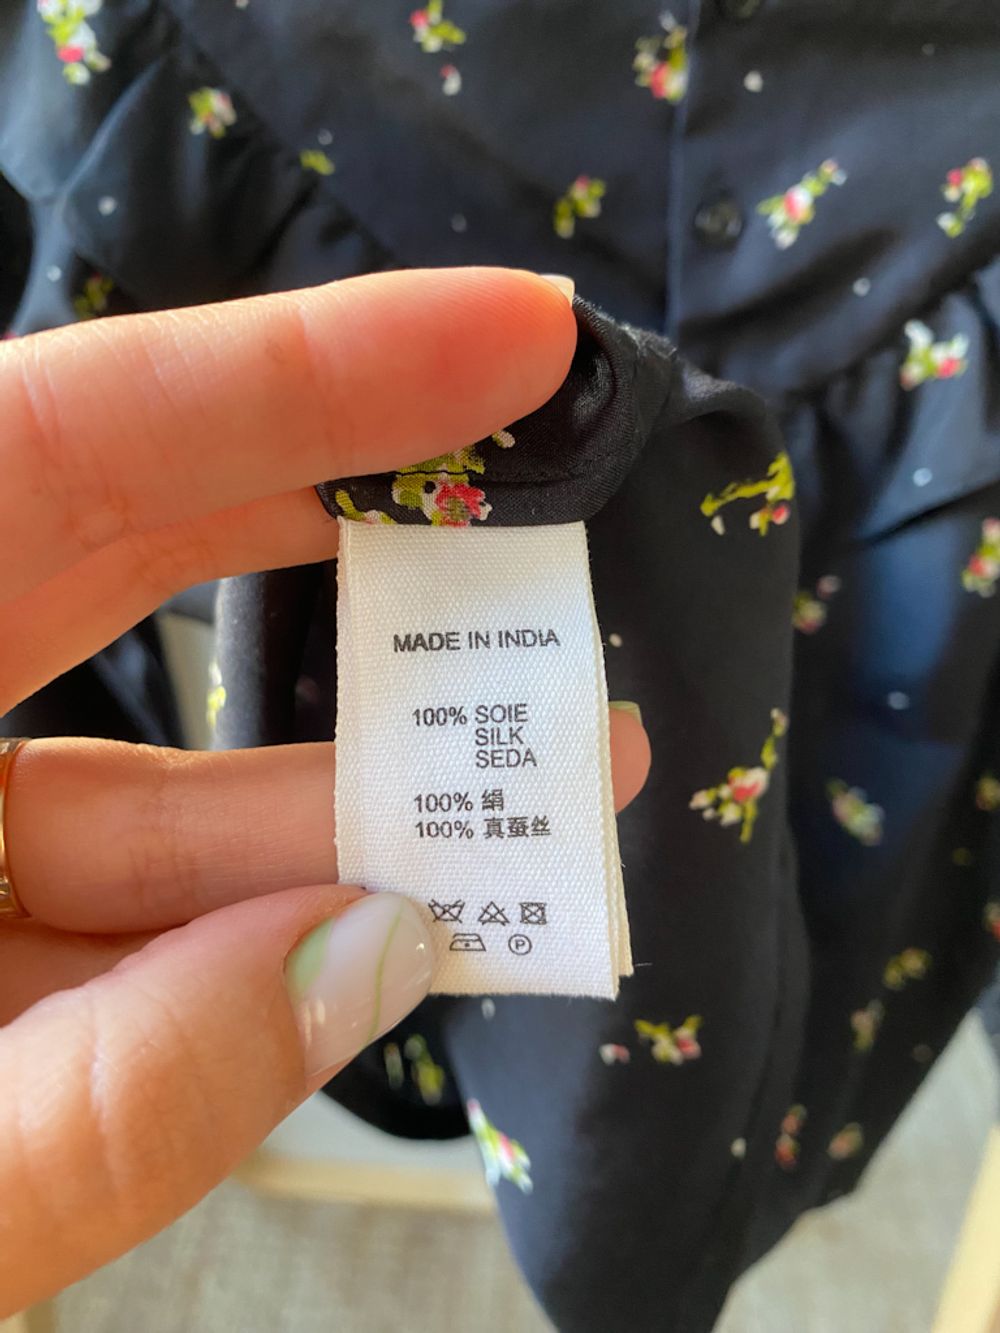 MADE IN INDIA
100% SOIE
SILK
SEDA
100% 絹
100% 真蚕丝
P